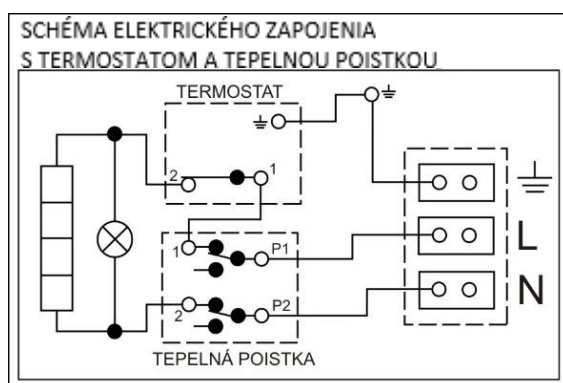 SCHÉMA ELEKTRICKÉHO ZAPOJENIA
S TERMOSTATOM A TEPELNOU POISTKOU
TERMOSTAT
2
1
1
P1
L
2
P2
N
TEPELNÁ POISTKA